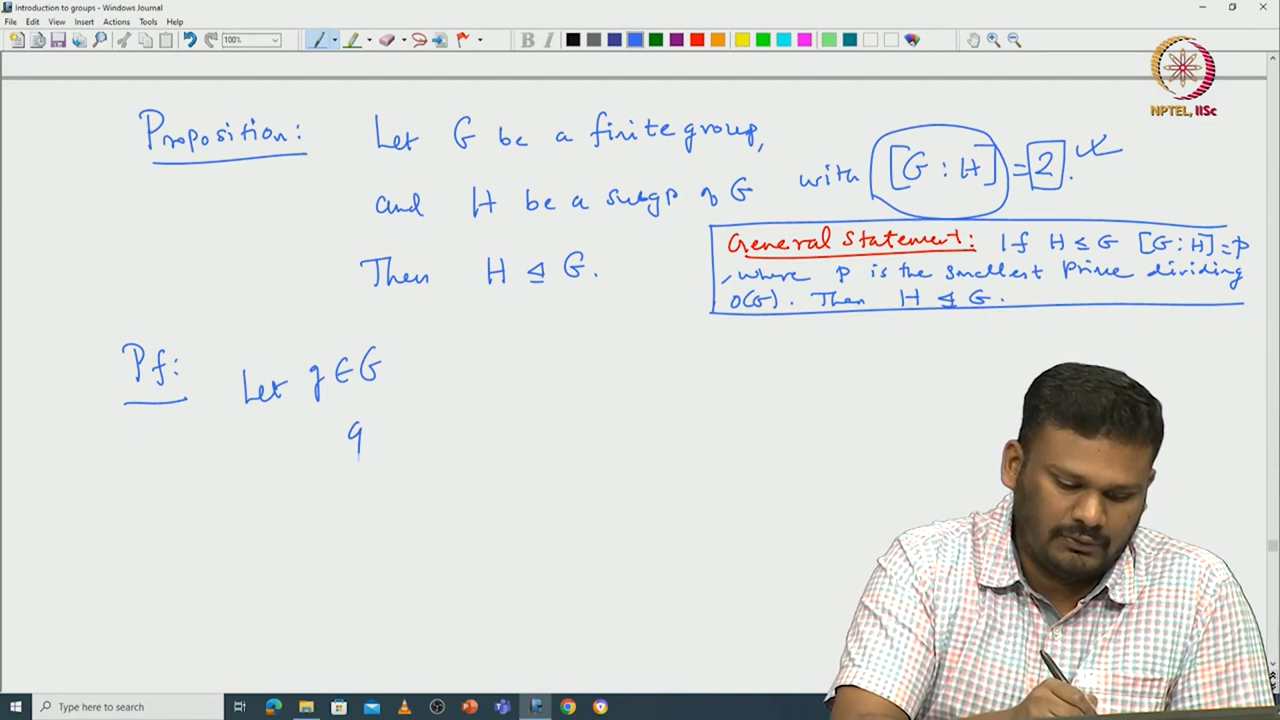 Introduction to groups - Windows Journal
File Edit View Insert Actions Tools Help
100%
B I
NPTEL, IISc
Proposition: Let G be a finite group,
and H be a subgp of G with [G : H] = 2.
Then H ⊴ G.
General Statement: If H ≤ G [G : H] = p
, where p is the smallest prime dividing
O(G). Then H ⊴ G.
Pf: Let g ∈ G
g
Type here to search